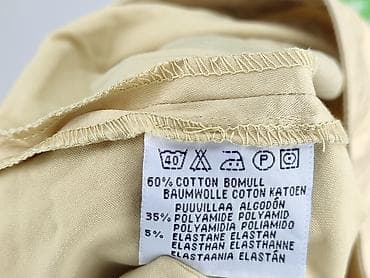 40 P
60% COTTON BOMULL
BAUMWOLLE COTON KATOEN
PUUVILLAA ALGODÓN
35% POLYAMIDE POLYAMID
POLYAMIDIA POLIAMIDO
5% ELASTANE ELASTAN
ELASTHAN ELASTHANNE
ELASTAANIA ELASTÁN